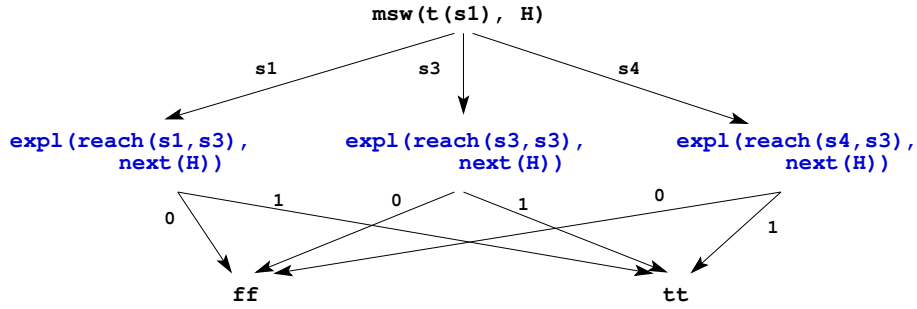 msw(t(s1), H)
s1 s3 s4
expl(reach(s1,s3), expl(reach(s3,s3), expl(reach(s4,s3),
next(H)) next(H)) next(H))
0 1 0 1 0 1
ff tt